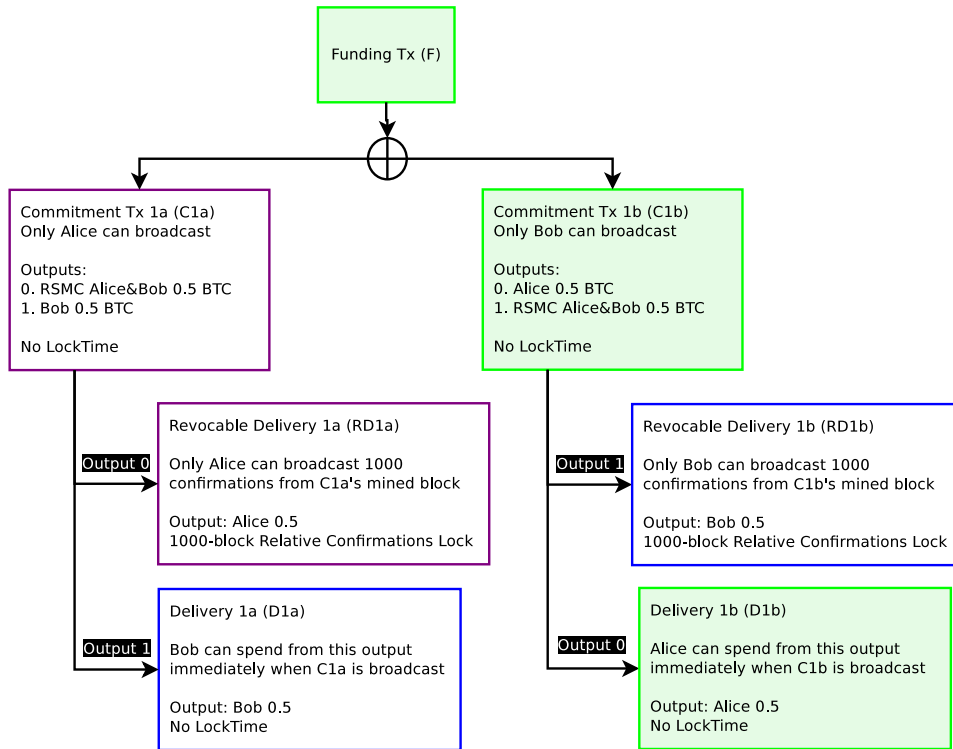 Funding Tx (F)
Commitment Tx 1a (C1a)
Only Alice can broadcast
Outputs:
0. RSMC Alice&Bob 0.5 BTC
1. Bob 0.5 BTC
No LockTime
Commitment Tx 1b (C1b)
Only Bob can broadcast
Outputs:
0. Alice 0.5 BTC
1. RSMC Alice&Bob 0.5 BTC
No LockTime
Output 0
Revocable Delivery 1a (RD1a)
Only Alice can broadcast 1000
confirmations from C1a's mined block
Output: Alice 0.5
1000-block Relative Confirmations Lock
Output 1
Revocable Delivery 1b (RD1b)
Only Bob can broadcast 1000
confirmations from C1b's mined block
Output: Bob 0.5
1000-block Relative Confirmations Lock
Output 1
Delivery 1a (D1a)
Bob can spend from this output
immediately when C1a is broadcast
Output: Bob 0.5
No LockTime
Output 0
Delivery 1b (D1b)
Alice can spend from this output
immediately when C1b is broadcast
Output: Alice 0.5
No LockTime